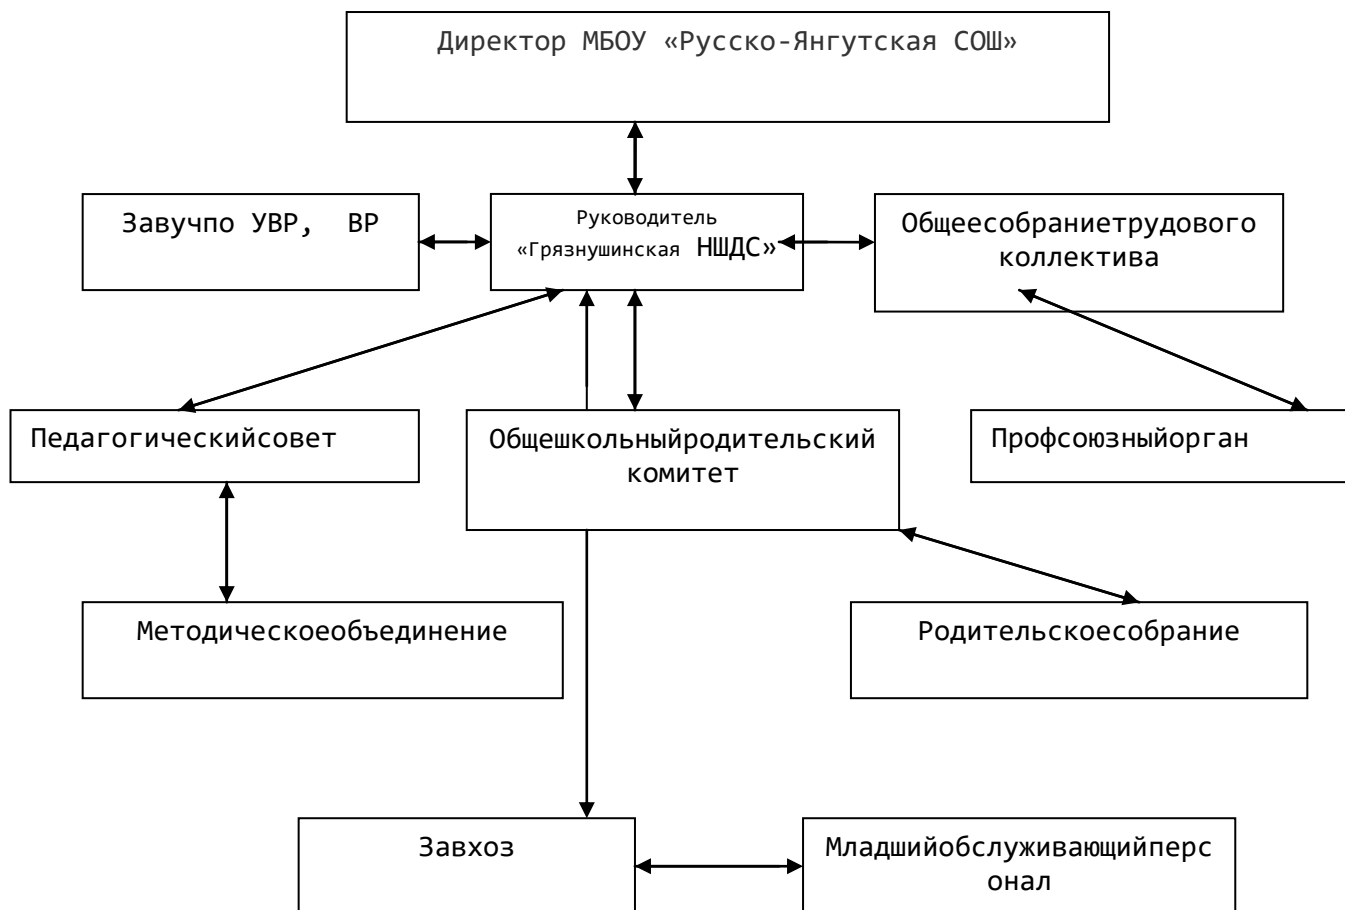 Директор МБОУ «Русско-Янгутская СОШ»
Завучпо УВР, ВР
Руководитель
«Грязнушинская НШДС»
Общеесобраниетрудового
коллектива
Педагогическийсовет
Общешкольныйродительский
комитет
Профсоюзныйорган
Методическоеобъединение
Родительскоесобрание
Завхоз
Младшийобслуживающийперс
онал